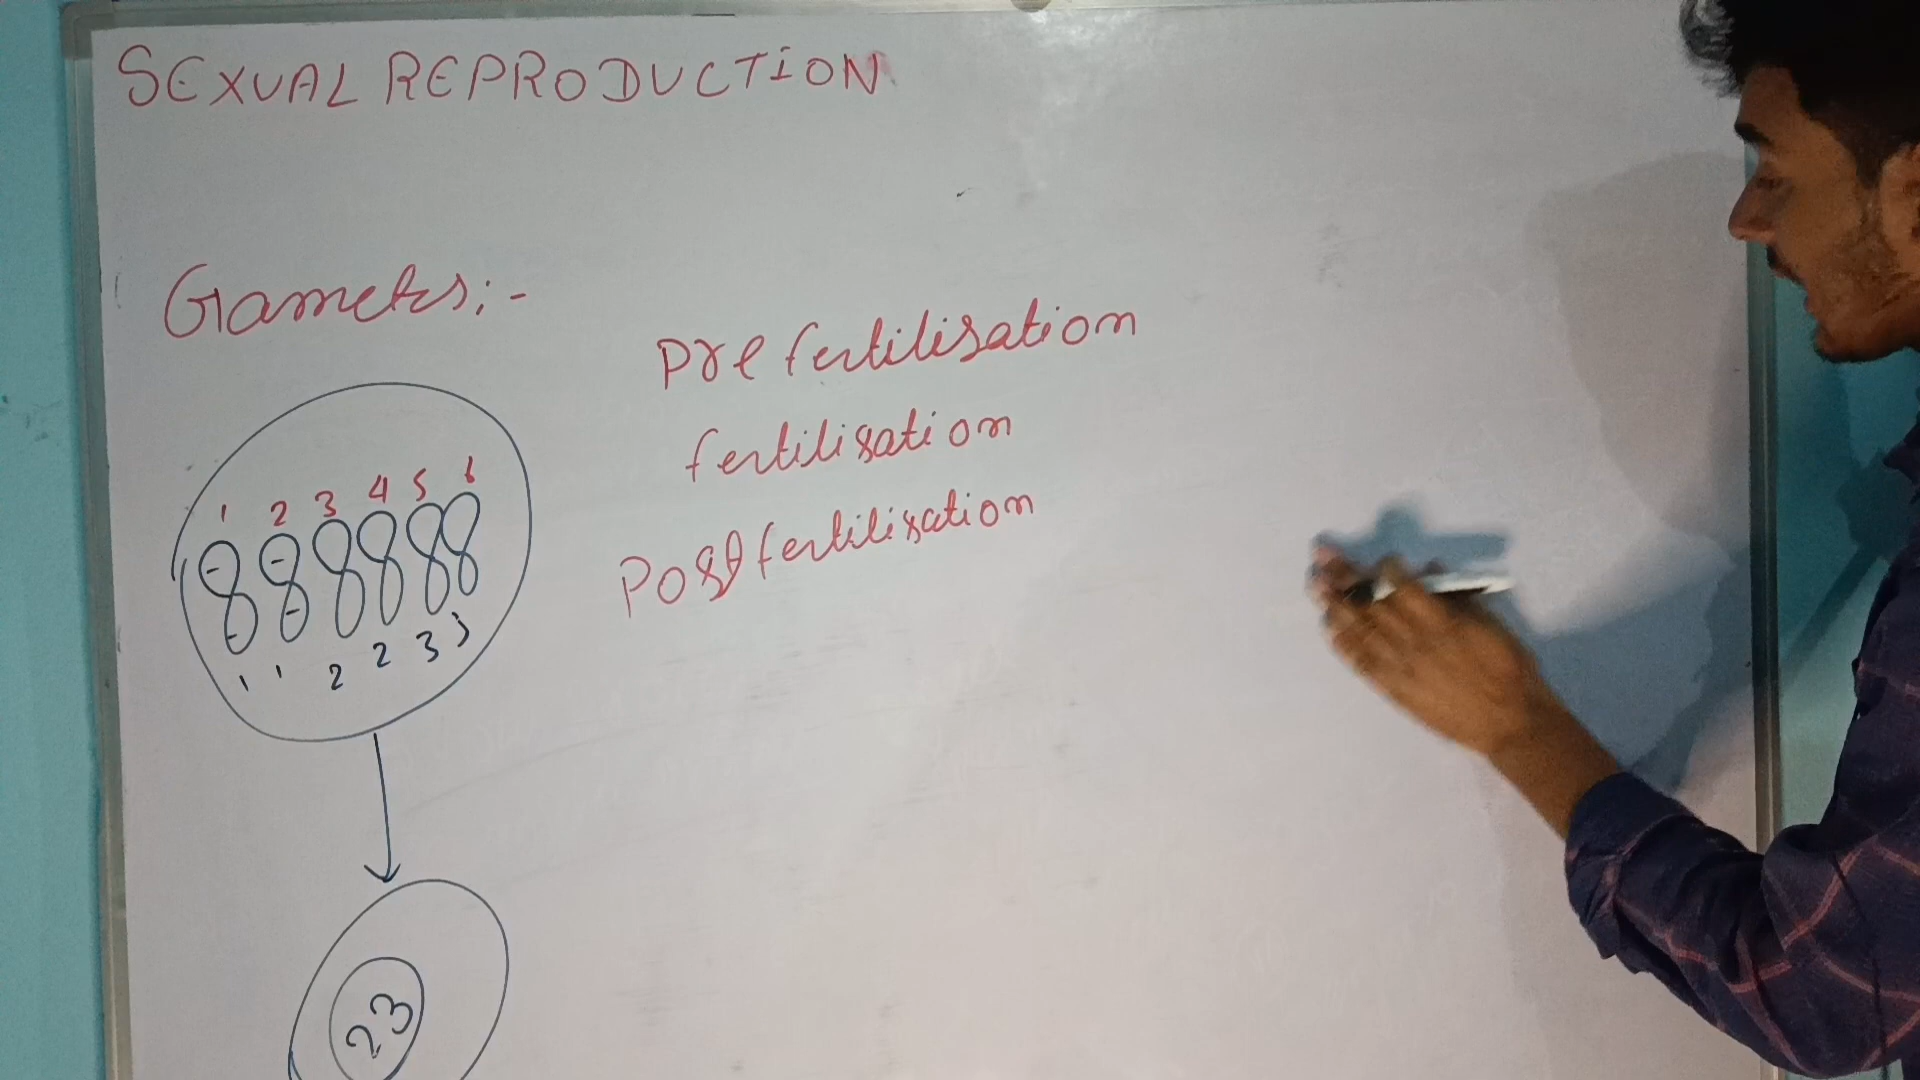 SEXUAL REPRODUCTION
Gametes:-
Pre fertilisation
fertilisation
Post fertilisation
1 2 3 4 5 6
1 1 2 2 3 3
23